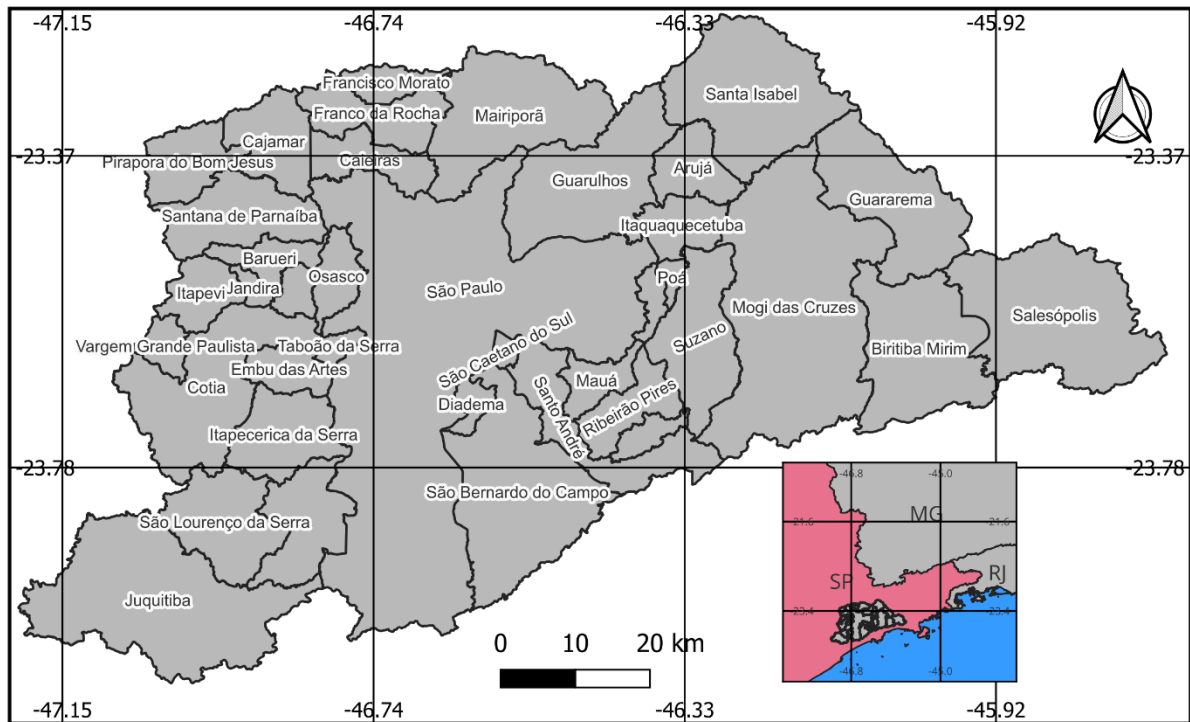 -47.15
-46.74
-46.33
-45.92
Francisco Morato
Santa Isabel
Franco da Rocha
Mairiporã
Cajamar
-23.37
Pirapora do Bom Jesus
Caieiras
-23.37
Arujá
Guarulhos
Guararema
Santana de Parnaíba
Itaquaquecetuba
Barueri
Osasco
Poá
Itapevi
Jandira
São Paulo
Mogi das Cruzes
Salesópolis
Suzano
Vargem Grande Paulista
Taboão da Serra
São Caetano do Sul
Biritiba Mirim
Embu das Artes
Cotia
Mauá
Diadema
Santo André
Ribeirão Pires
Itapecerica da Serra
-23.78
-23.78
São Bernardo do Campo
-46.8
-45.0
São Lourenço da Serra
MG
-21.6
-21.6
SP
RJ
Juquitiba
-23.4
-23.4
0
10
20 km
-46.8
-45.0
-47.15
-46.74
-46.33
-45.92